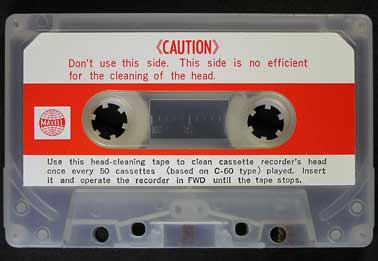 《CAUTION》
Don't use this side. This side is no efficient
for the cleaning of the head.
MAXELL
Use this head-cleaning tape to clean cassette recorder's head
once every 50 cassettes (based on C-60 type) played. Insert
it and operate the recorder in FWD until the tape stops.